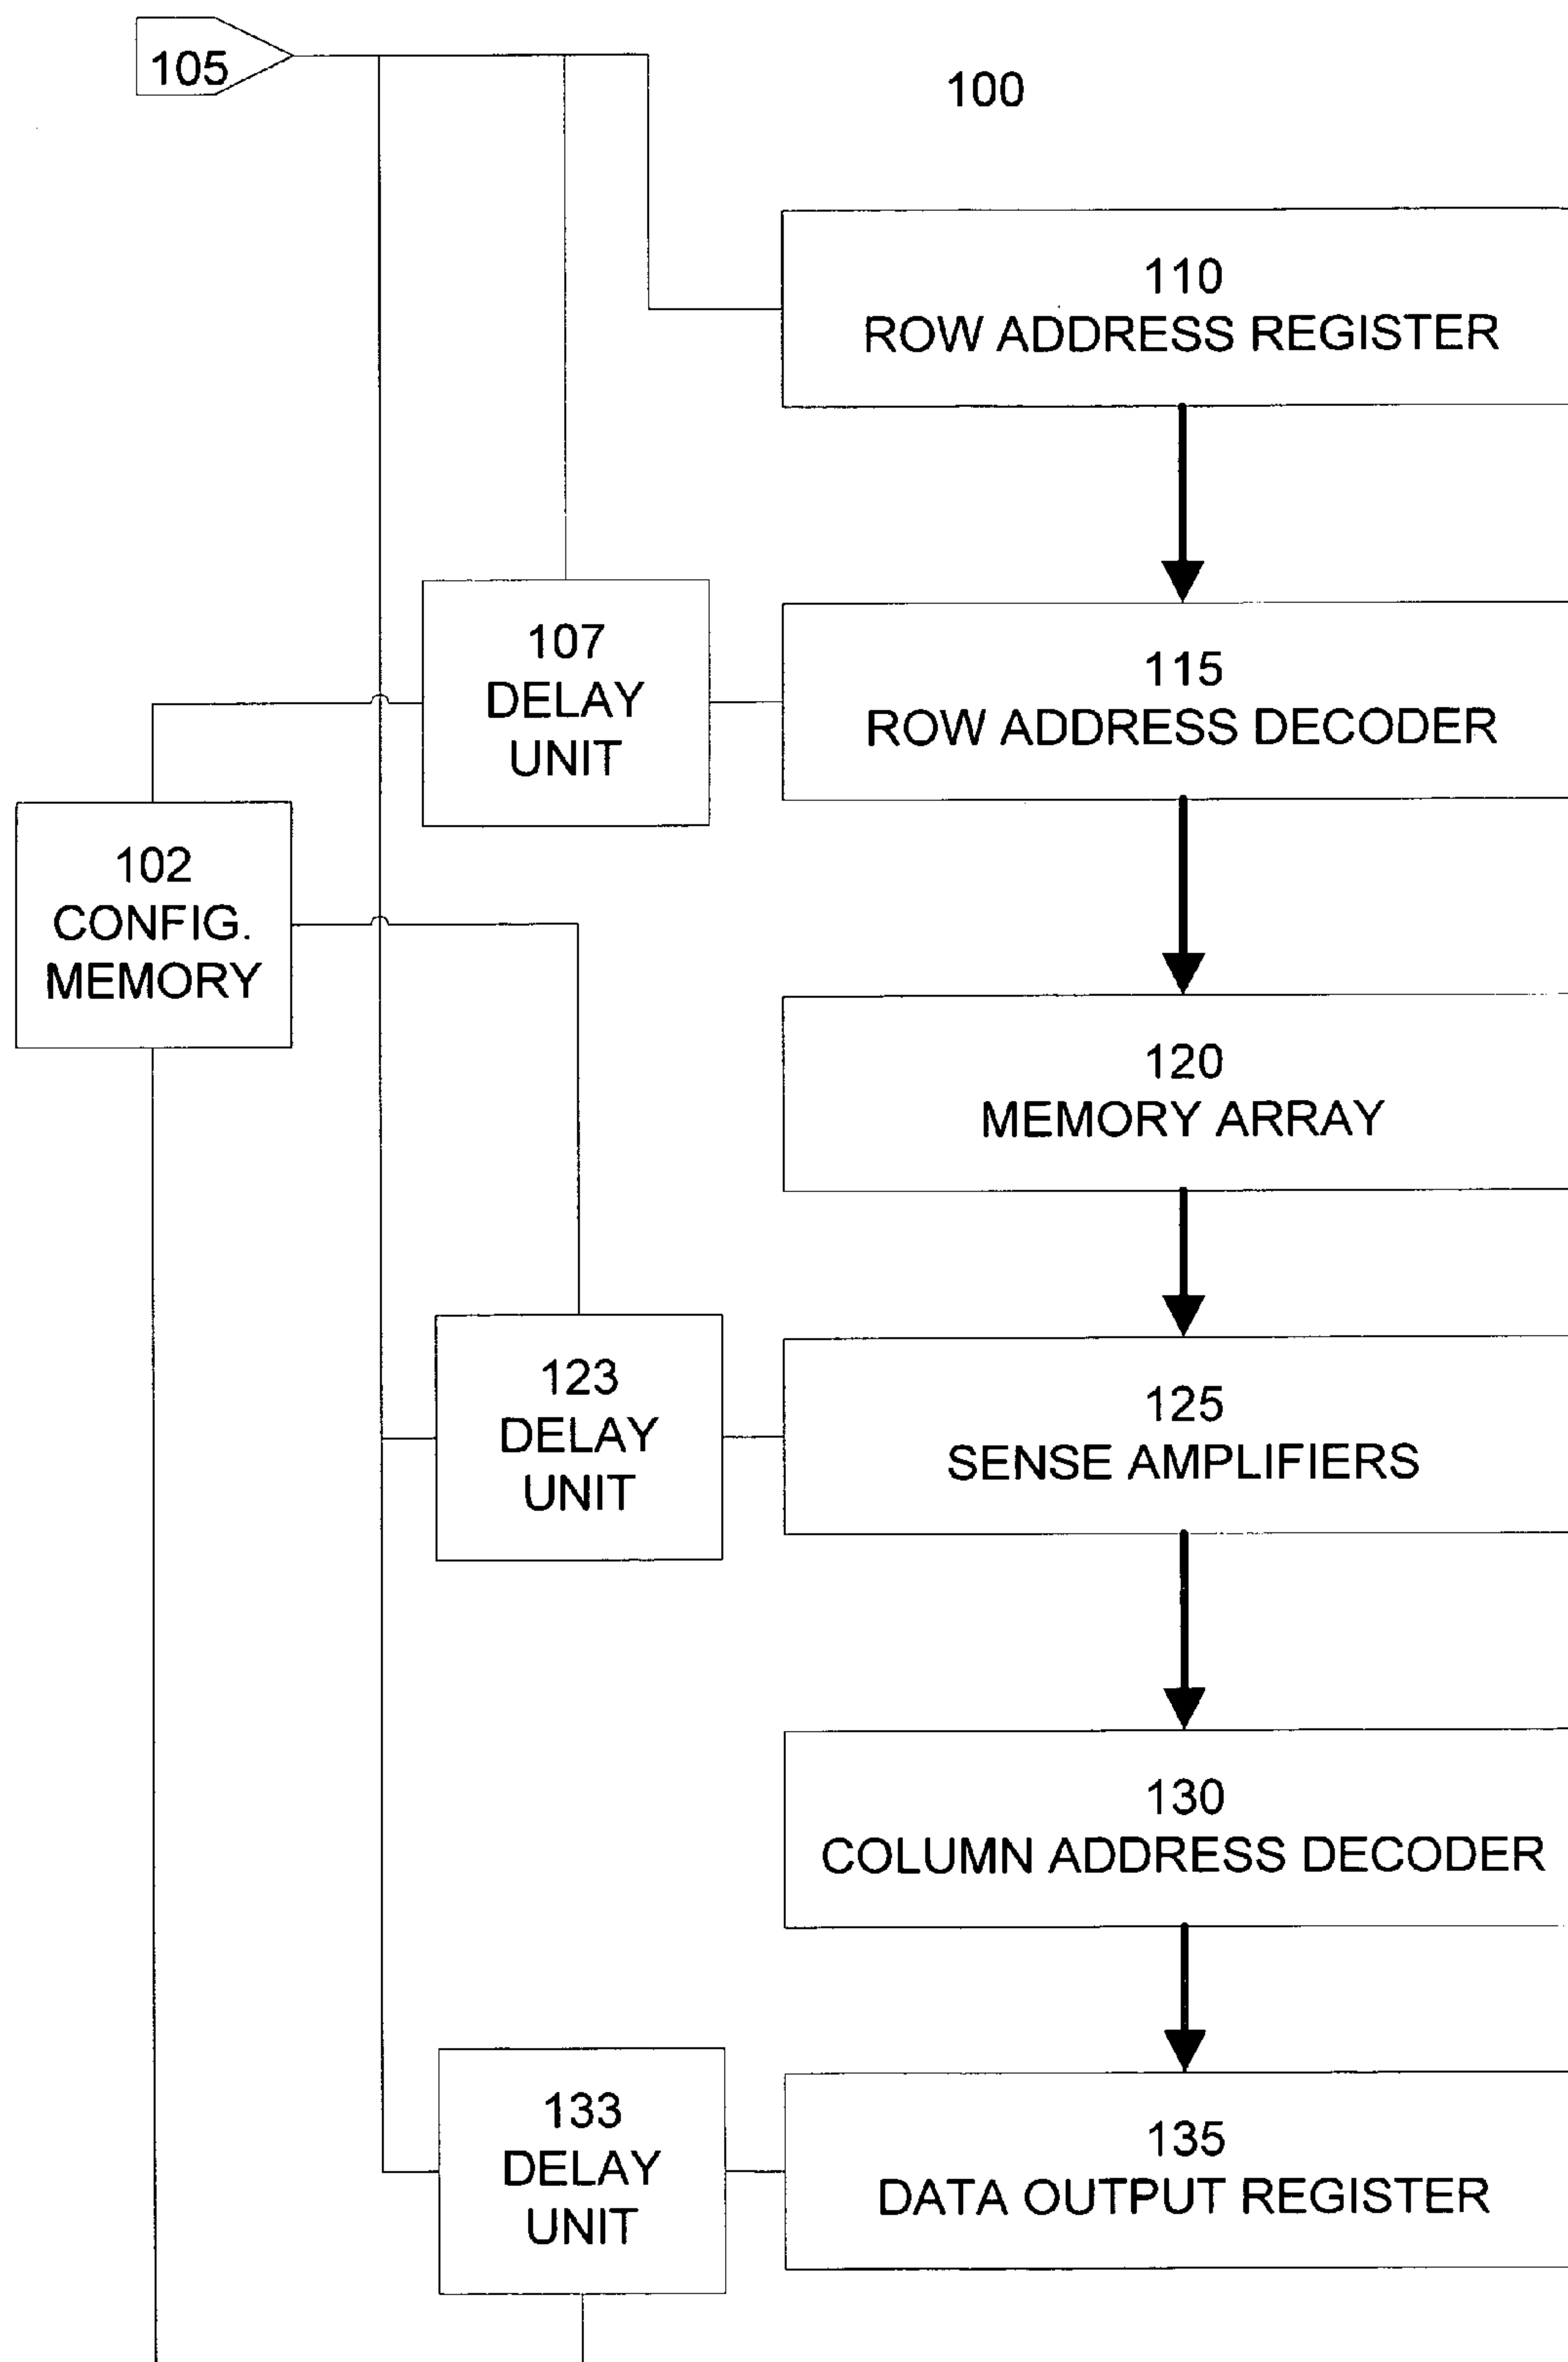 105
100
110
ROW ADDRESS REGISTER
107
DELAY
UNIT
115
ROW ADDRESS DECODER
102
CONFIG.
MEMORY
120
MEMORY ARRAY
123
DELAY
UNIT
125
SENSE AMPLIFIERS
130
COLUMN ADDRESS DECODER
133
DELAY
UNIT
135
DATA OUTPUT REGISTER